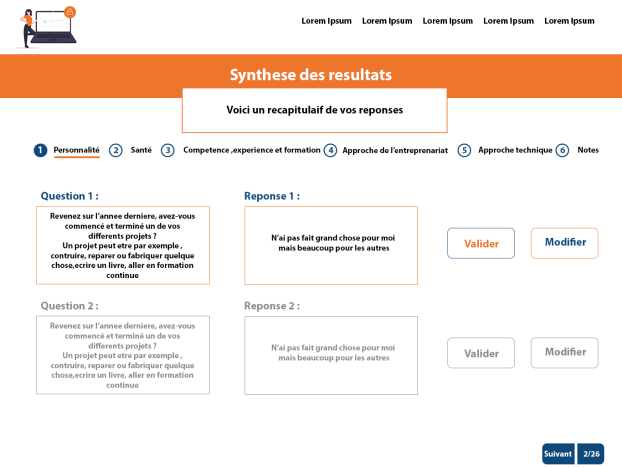 Lorem Ipsum Lorem Ipsum Lorem Ipsum Lorem Ipsum Lorem Ipsum
Synthese des resultats
Voici un recapitulaif de vos reponses
1 Personnalité 2 Santé 3 Competence ,experience et formation 4 Approche de l'entreprenariat 5 Approche technique 6 Notes
Question 1 :
Revenez sur l'annee derniere, avez-vous
commencé et terminé un de vos
differents projets ?
Un projet peut etre par exemple ,
contruire, reparer ou fabriquer quelque
chose,ecrire un livre, aller en formation
continue
Reponse 1 :
N'ai pas fait grand chose pour moi
mais beaucoup pour les autres
Valider
Modifier
Question 2 :
Revenez sur l'annee derniere, avez-vous
commencé et terminé un de vos
differents projets ?
Un projet peut etre par exemple ,
contruire, reparer ou fabriquer quelque
chose,ecrire un livre, aller en formation
continue
Reponse 2 :
N'ai pas fait grand chose pour moi
mais beaucoup pour les autres
Valider
Modifier
Suivant 2/26